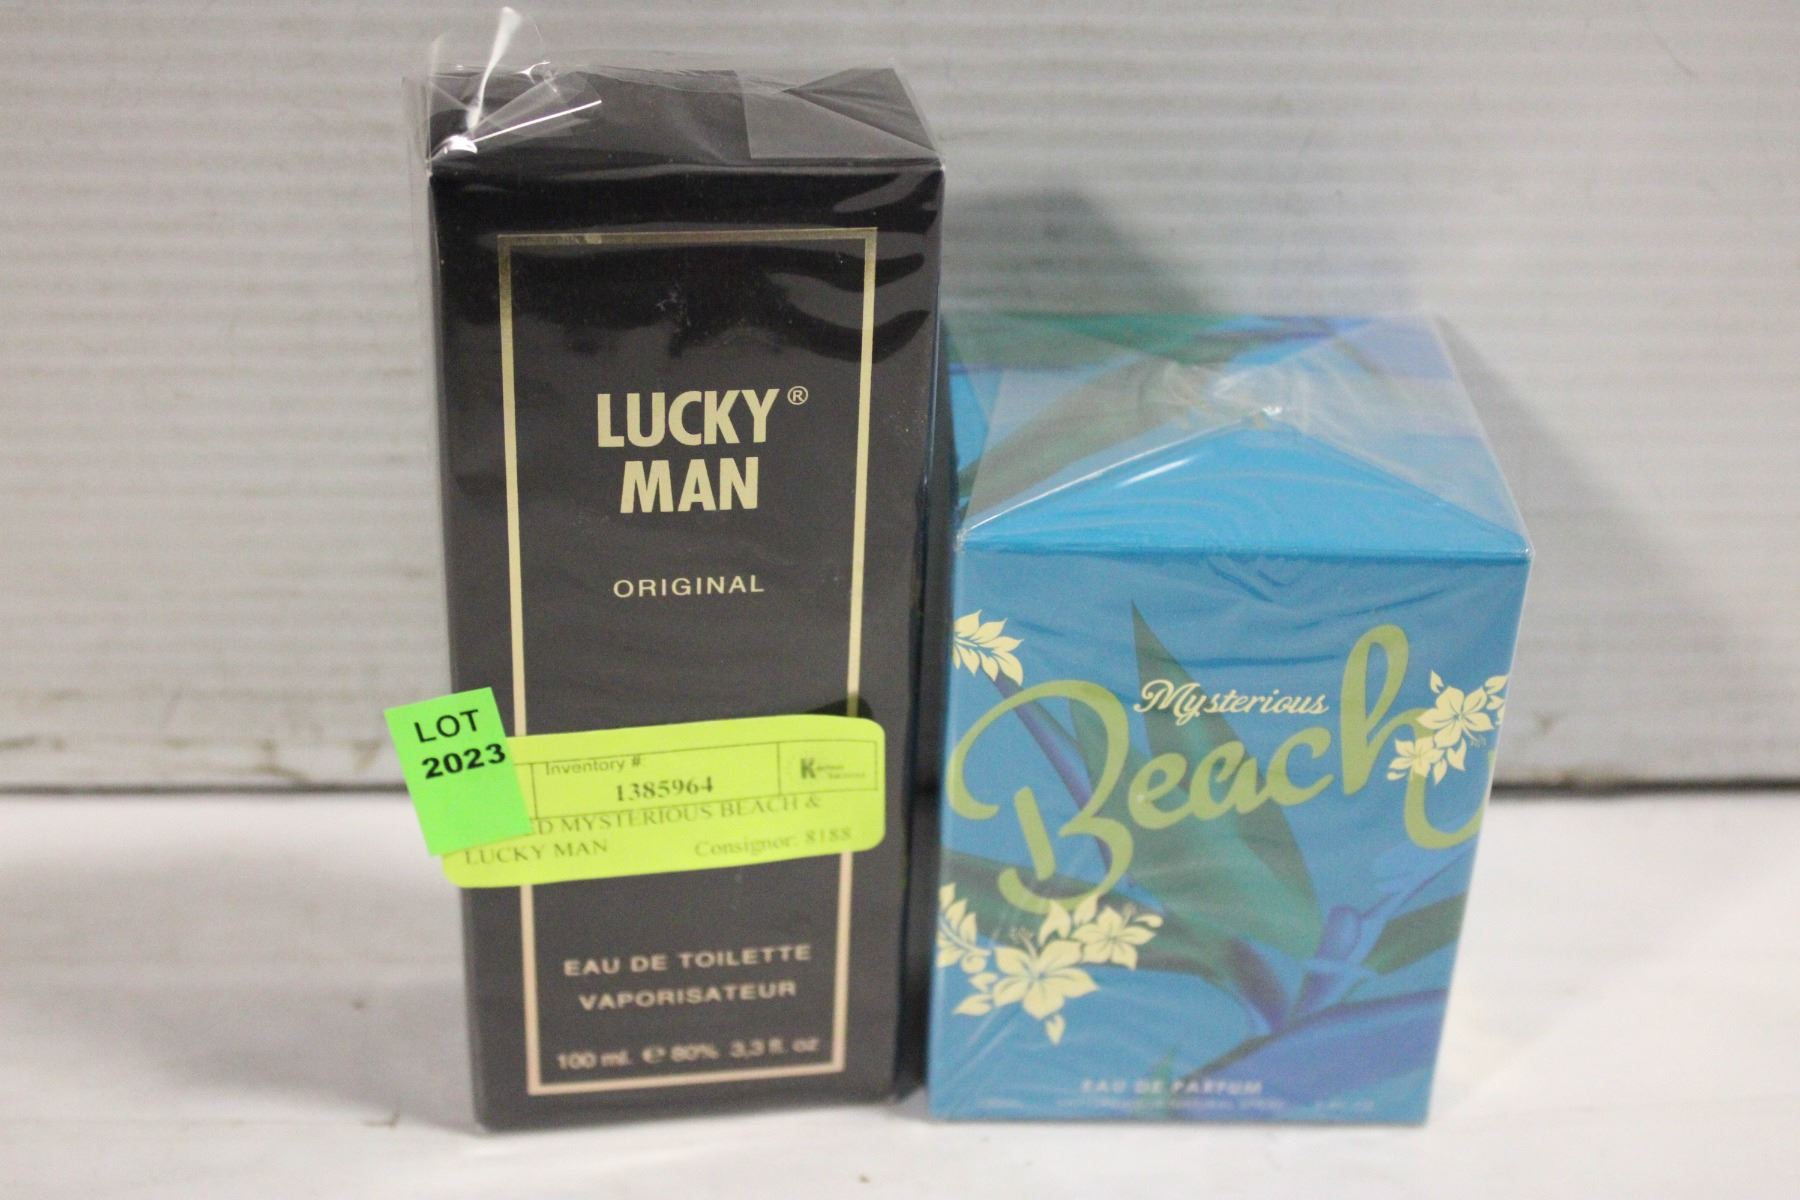 LUCKY®
MAN
ORIGINAL
LOT
2023
Inventory #:
1385964
MYSTERIOUS BEACH &
LUCKY MAN Consignor: 8188
EAU DE TOILETTE
VAPORISATEUR
100 ml. ℮ 80% 3,3 fl. oz
Mysterious
Beach
EAU DE PARFUM